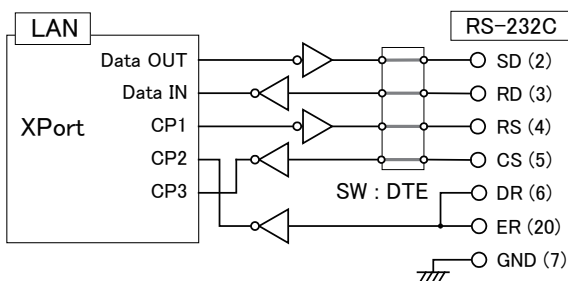 LAN
RS-232C
XPort
Data OUT
SD (2)
Data IN
RD (3)
CP1
RS (4)
CP2
CS (5)
CP3
SW : DTE
DR (6)
ER (20)
GND (7)